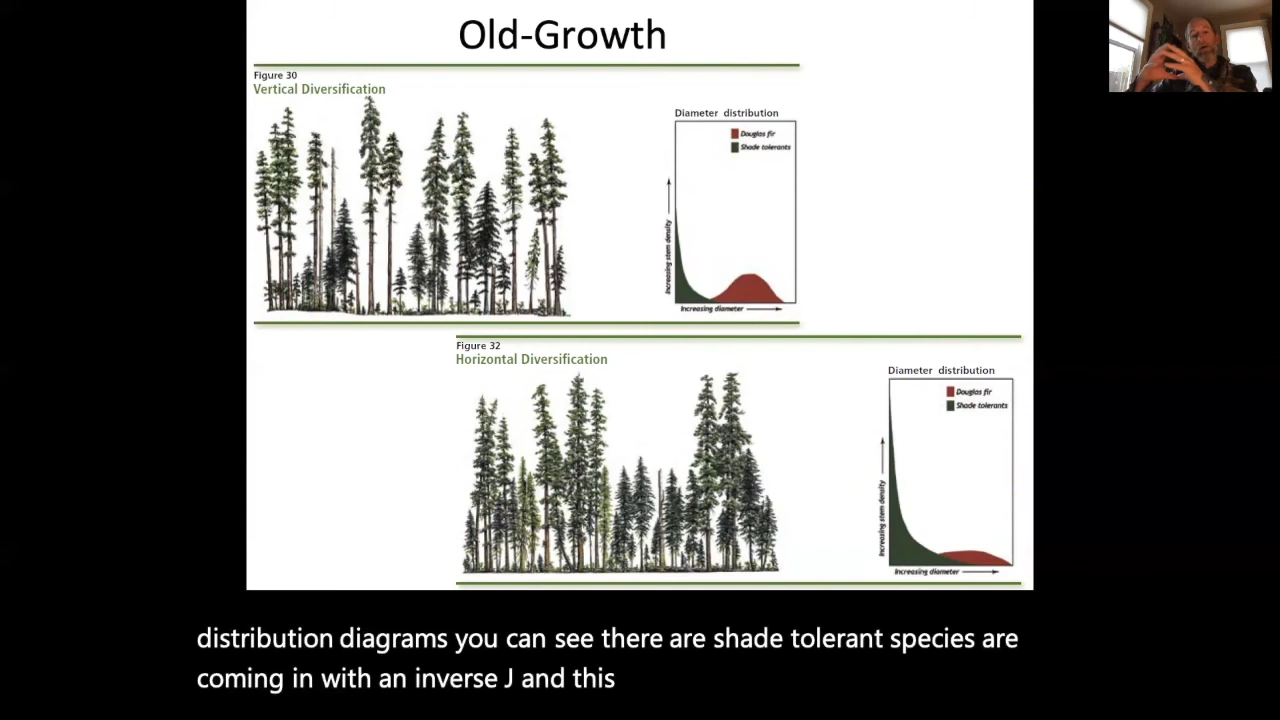 Old-Growth
Figure 30
Vertical Diversification
Diameter distribution
Douglas fir
Shade tolerants
Increasing stem density
Increasing diameter
Figure 32
Horizontal Diversification
Diameter distribution
Douglas fir
Shade tolerants
Increasing stem density
Increasing diameter
distribution diagrams you can see there are shade tolerant species are
coming in with an inverse J and this